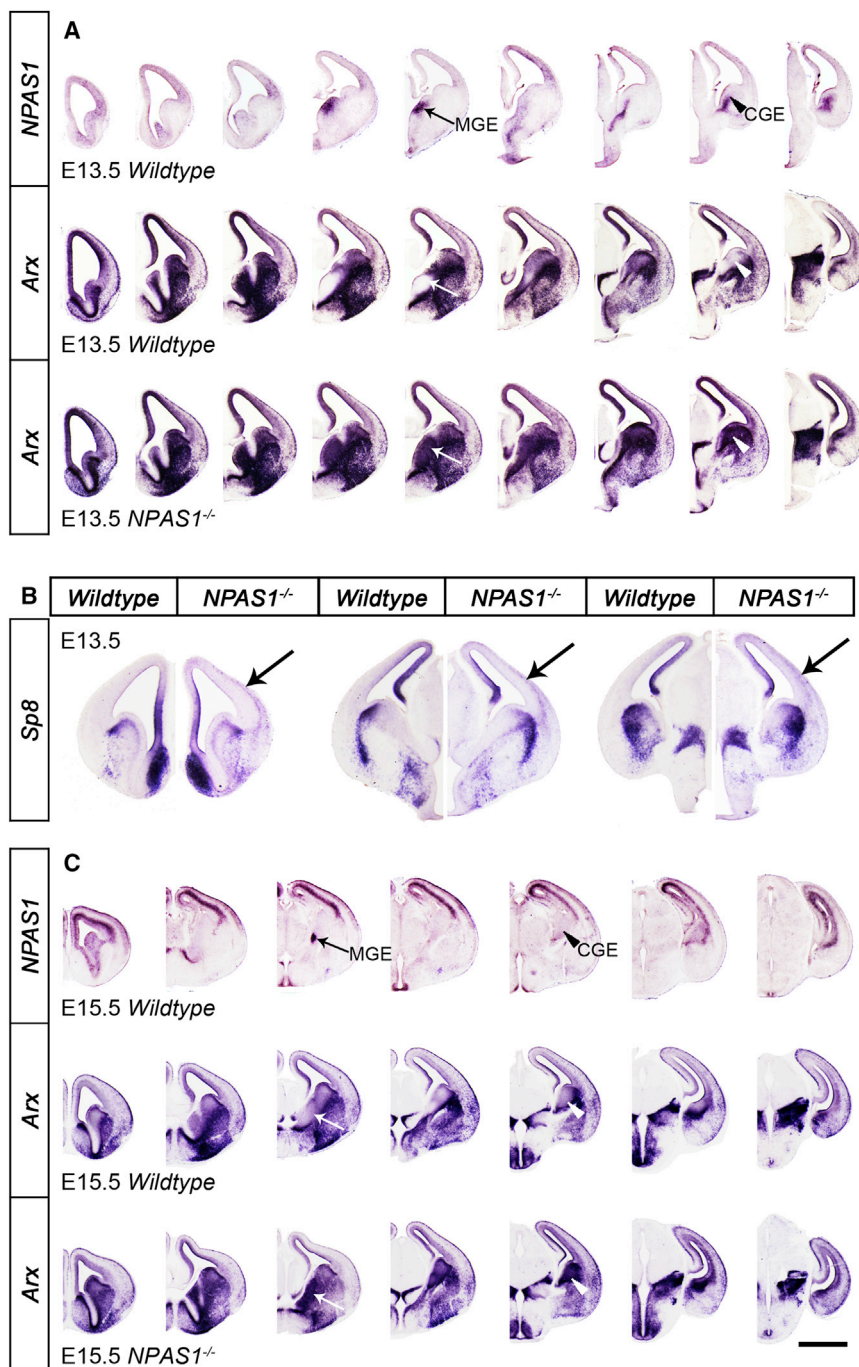 A
NPAS1
MGE
CGE
E13.5 Wildtype
Arx
E13.5 Wildtype
Arx
E13.5 NPAS1-/-
B
Wildtype NPAS1-/- Wildtype NPAS1-/- Wildtype NPAS1-/-
E13.5
Sp8
C
NPAS1
MGE
CGE
E15.5 Wildtype
Arx
E15.5 Wildtype
Arx
E15.5 NPAS1-/-